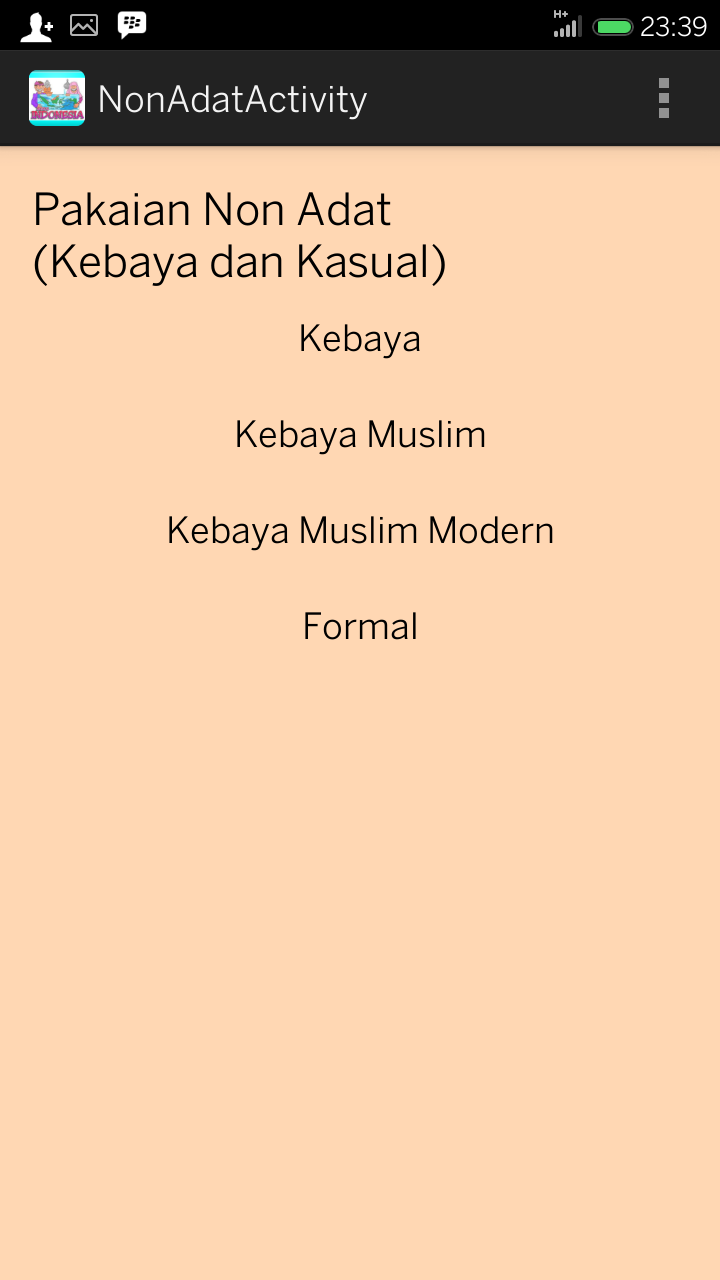 H+
23:39
INDONESIA
NonAdatActivity
Pakaian Non Adat
(Kebaya dan Kasual)
Kebaya
Kebaya Muslim
Kebaya Muslim Modern
Formal